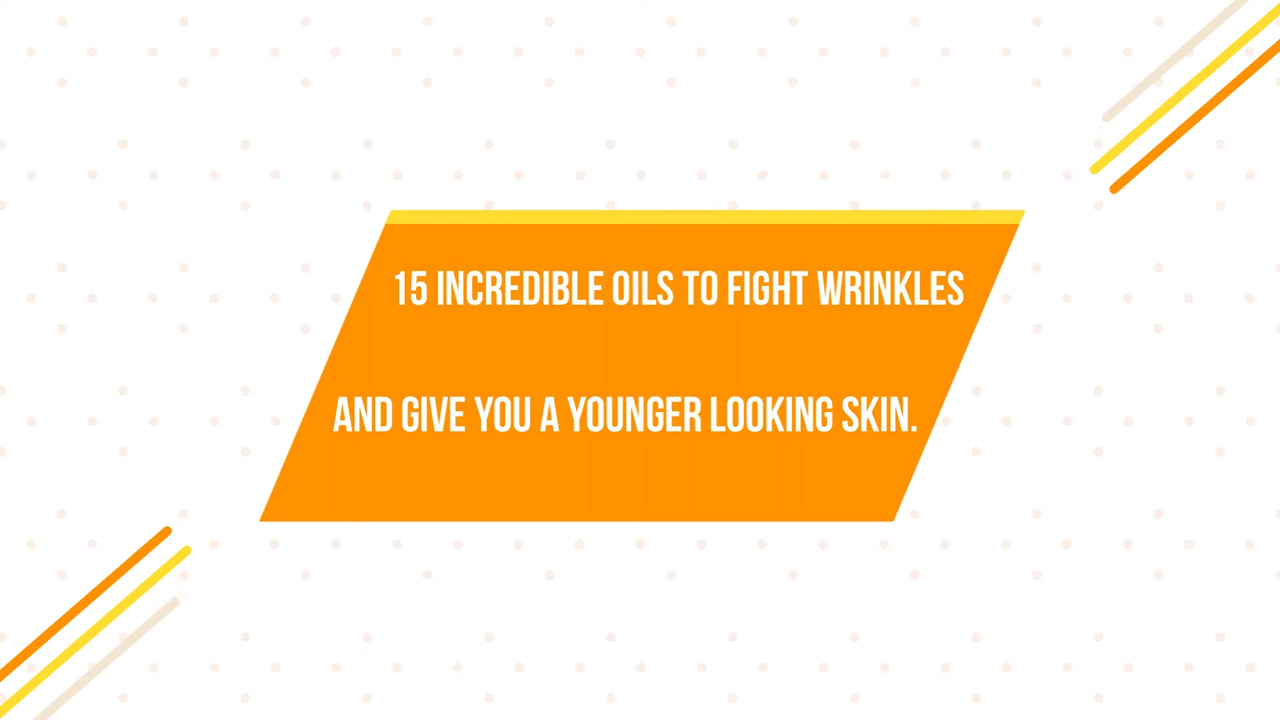 15 INCREDIBLE OILS TO FIGHT WRINKLES
AND GIVE YOU A YOUNGER LOOKING SKIN.